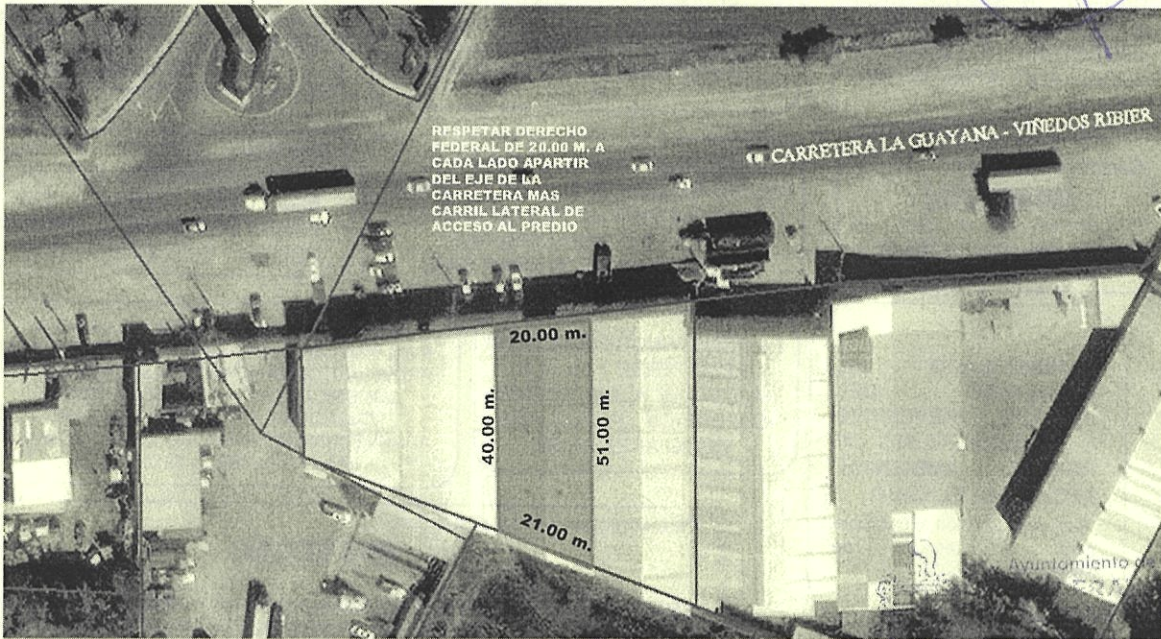 RESPETAR DERECHO
FEDERAL DE 20.00 M. A
CADA LADO APARTIR
DEL EJE DE LA
CARRETERA MAS
CARRIL LATERAL DE
ACCESO AL PREDIO
CARRETERA LA GUAYANA - VIÑEDOS RIBIER
20.00 m.
40.00 m.
51.00 m.
21.00 m.
Ayuntamiento de